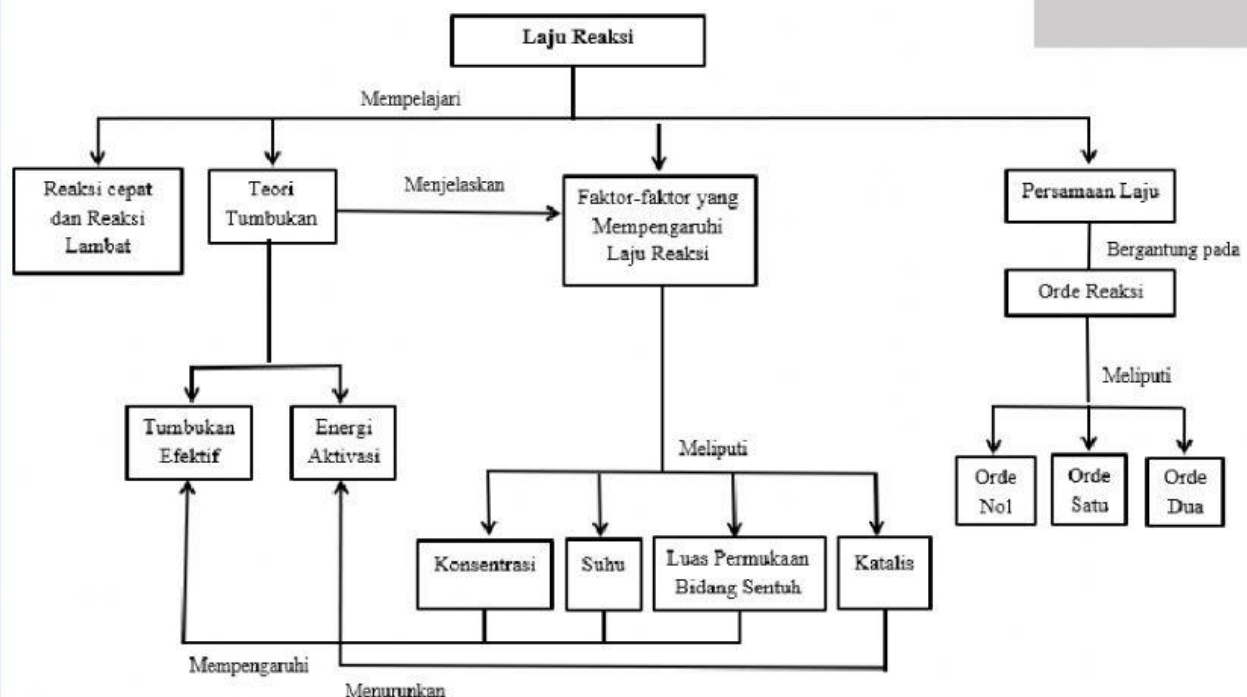 Laju Reaksi
Mempelajari
Reaksi cepat
dan Reaksi
Lambat
Teori
Tumbukan
Menjelaskan
Faktor-faktor yang
Mempengaruhi
Laju Reaksi
Persamaan Laju
Bergantung pada
Orde Reaksi
Meliputi
Orde
Nol
Orde
Satu
Orde
Dua
Tumbukan
Efektif
Energi
Aktivasi
Meliputi
Konsentrasi
Suhu
Luas Permukaan
Bidang Sentuh
Katalis
Mempengaruhi
Menurunkan